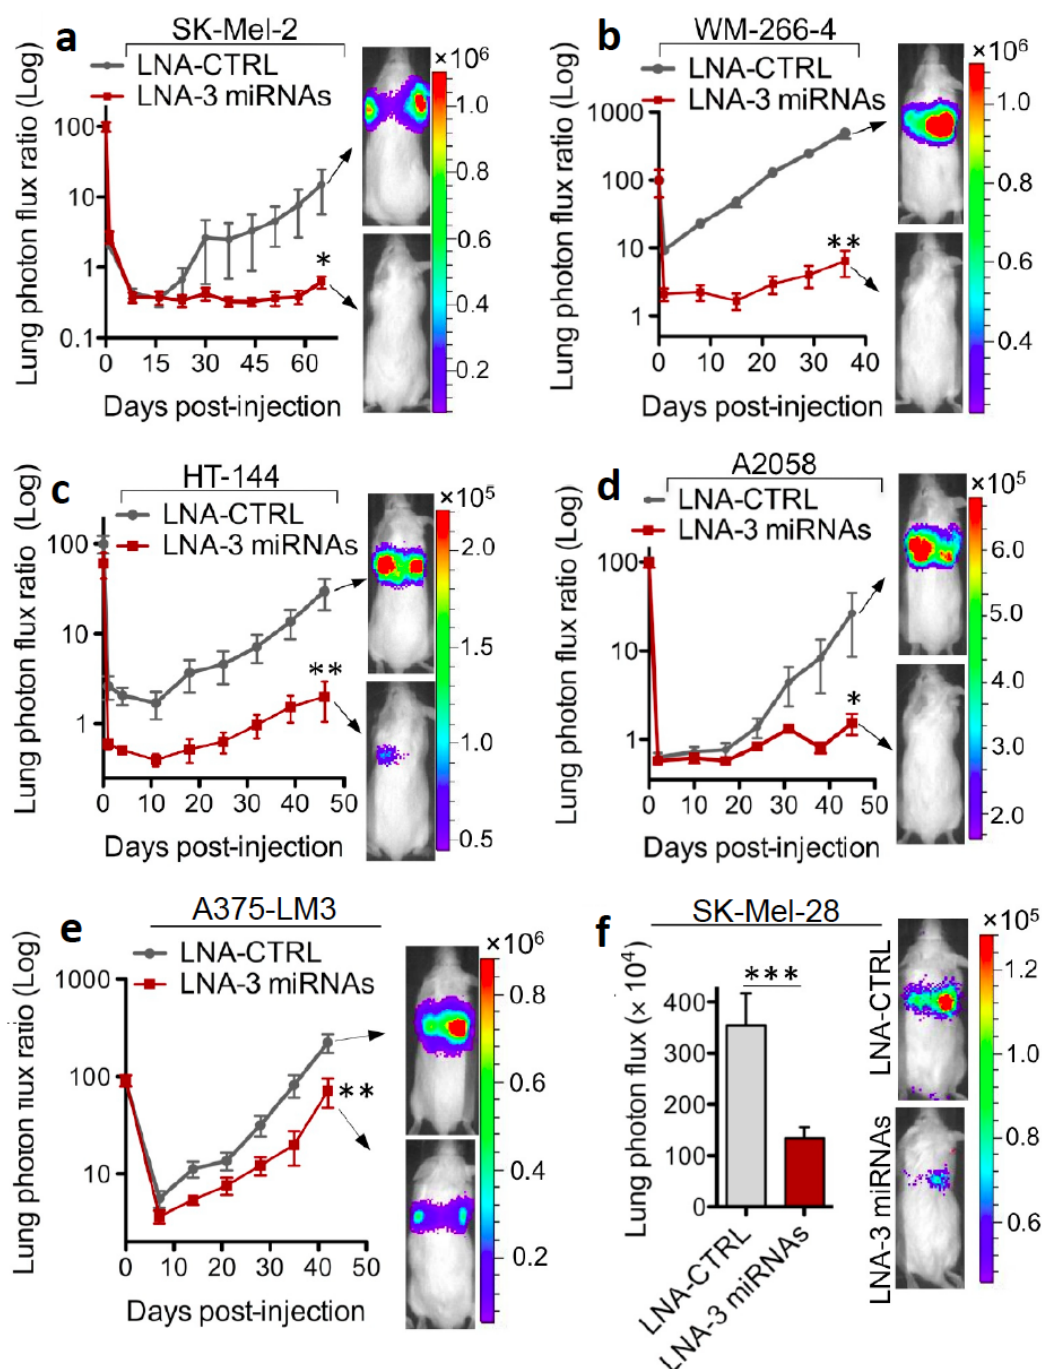 a
SK-Mel-2
LNA-CTRL
LNA-3 miRNAs
Lung photon flux ratio (Log)
100
10
1
0.1
0 15 30 45 60
Days post-injection
*
×10⁶
1.0
0.8
0.6
0.4
0.2
b
WM-266-4
LNA-CTRL
LNA-3 miRNAs
Lung photon flux ratio (Log)
1000
100
10
1
0 10 20 30 40
Days post-injection
**
×10⁶
1.0
0.8
0.6
0.4
c
HT-144
LNA-CTRL
LNA-3 miRNAs
Lung photon flux ratio (Log)
100
10
1
0 10 20 30 40 50
Days post-injection
**
×10⁵
2.0
1.5
1.0
0.5
d
A2058
LNA-CTRL
LNA-3 miRNAs
Lung photon flux ratio (Log)
100
10
1
0 10 20 30 40 50
Days post-injection
*
×10⁵
6.0
5.0
4.0
3.0
2.0
e
A375-LM3
LNA-CTRL
LNA-3 miRNAs
Lung photon flux ratio (Log)
1000
100
10
0 10 20 30 40 50
Days post-injection
**
×10⁶
0.8
0.6
0.4
0.2
f
SK-Mel-28
Lung photon flux (× 10⁴)
400
300
200
100
0
***
LNA-CTRL
LNA-3 miRNAs
LNA-CTRL
LNA-3 miRNAs
×10⁵
1.2
1.0
0.8
0.6